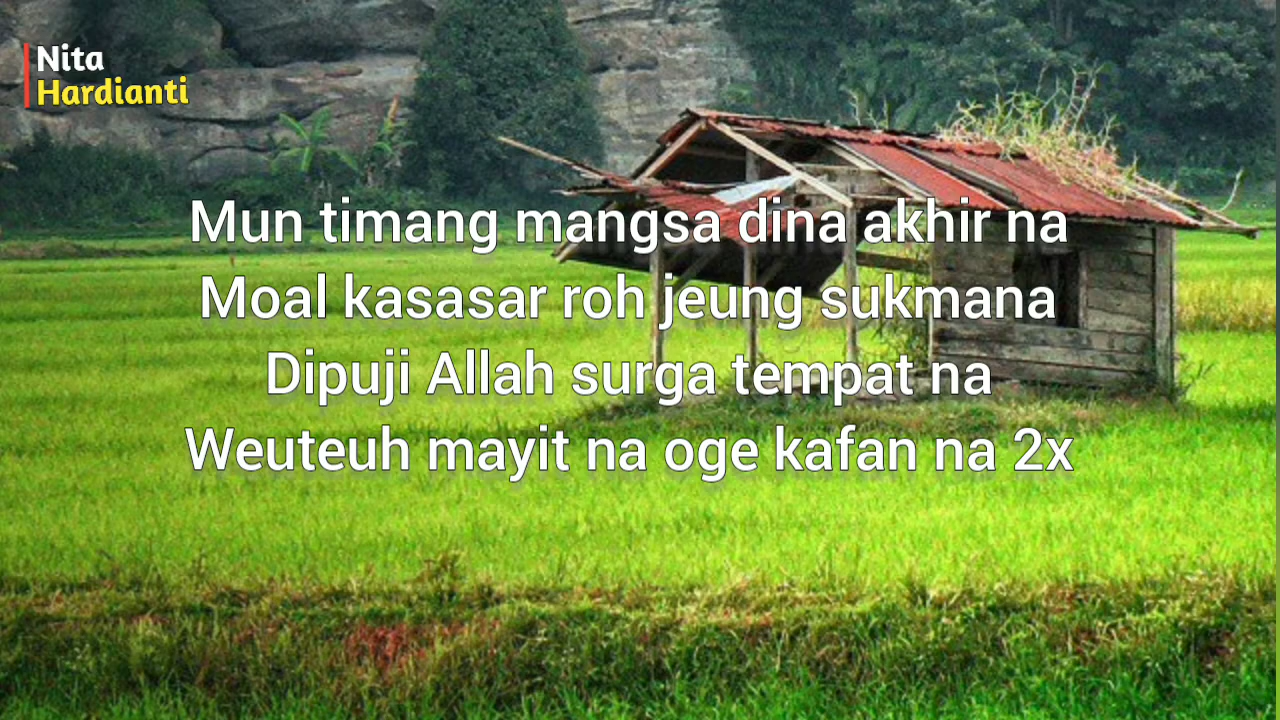 Nita
Hardianti
Mun timang mangsa dina akhir na
Moal kasasar roh jeung sukmana
Dipuji Allah surga tempat na
Weuteuh mayit na oge kafan na 2x